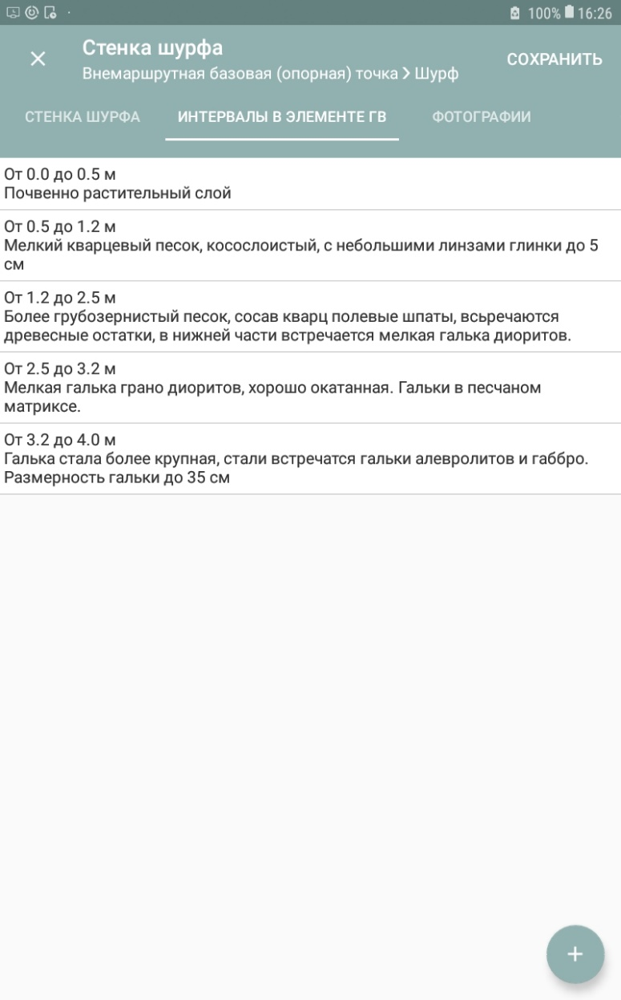 100% 16:26
Стенка шурфа
Внемаршрутная базовая (опорная) точка > Шурф
СОХРАНИТЬ
СТЕНКА ШУРФА ИНТЕРВАЛЫ В ЭЛЕМЕНТЕ ГВ ФОТОГРАФИИ
От 0.0 до 0.5 м
Почвенно растительный слой
От 0.5 до 1.2 м
Мелкий кварцевый песок, косослоистый, с небольшими линзами глинки до 5
см
От 1.2 до 2.5 м
Более грубозернистый песок, сосав кварц полевые шпаты, всьречаются
древесные остатки, в нижней части встречается мелкая галька диоритов.
От 2.5 до 3.2 м
Мелкая галька грано диоритов, хорошо окатанная. Гальки в песчаном
матриксе.
От 3.2 до 4.0 м
Галька стала более крупная, стали встречатся гальки алевролитов и габбро.
Размерность гальки до 35 см